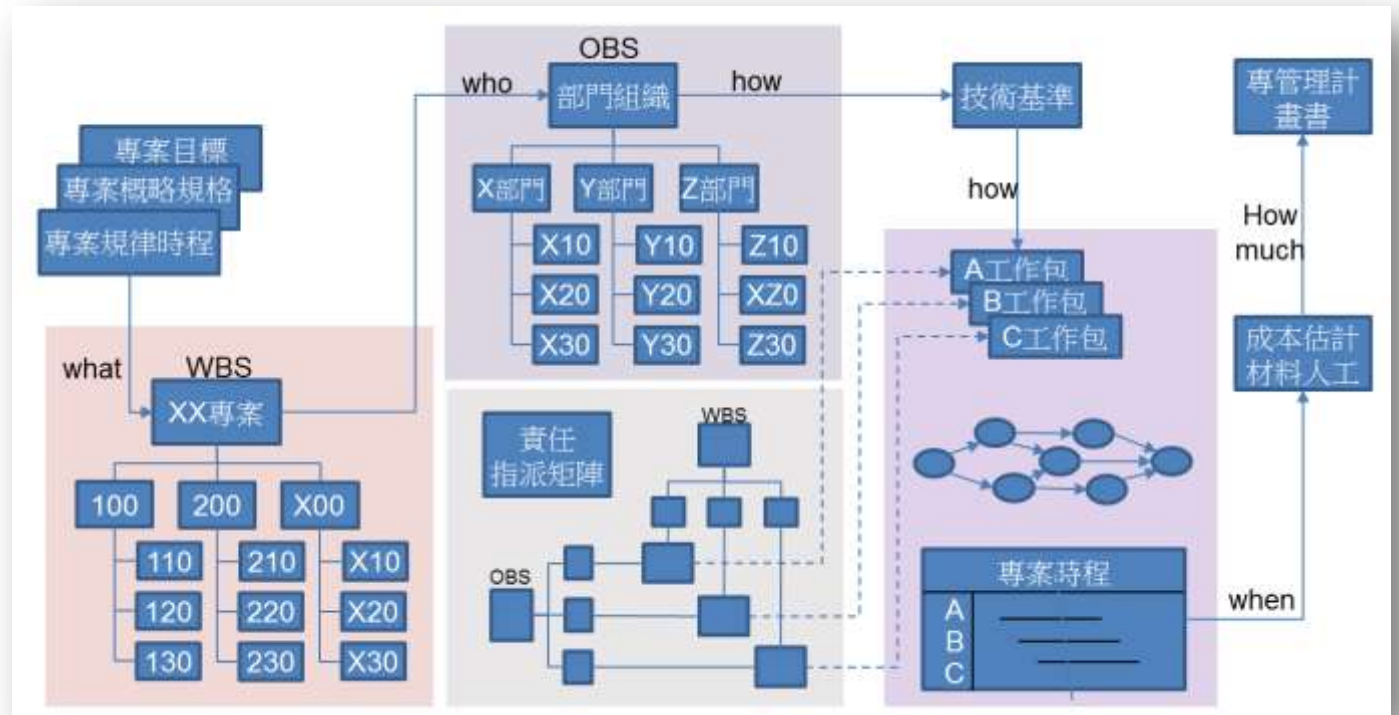 OBS
who
部門組織
how
技術基準
專管理計
畫書
專案目標
專案概略規格
專案規律時程
X部門
Y部門
Z部門
how
How
much
X10
Y10
Z10
X20
Y20
XZ0
X30
Y30
Z30
A工作包
B工作包
C工作包
成本估計
材料人工
what
WBS
XX專案
100
200
X00
110
210
X10
120
220
X20
130
230
X30
責任
指派矩陣
WBS
OBS
專案時程
A
B
C
when